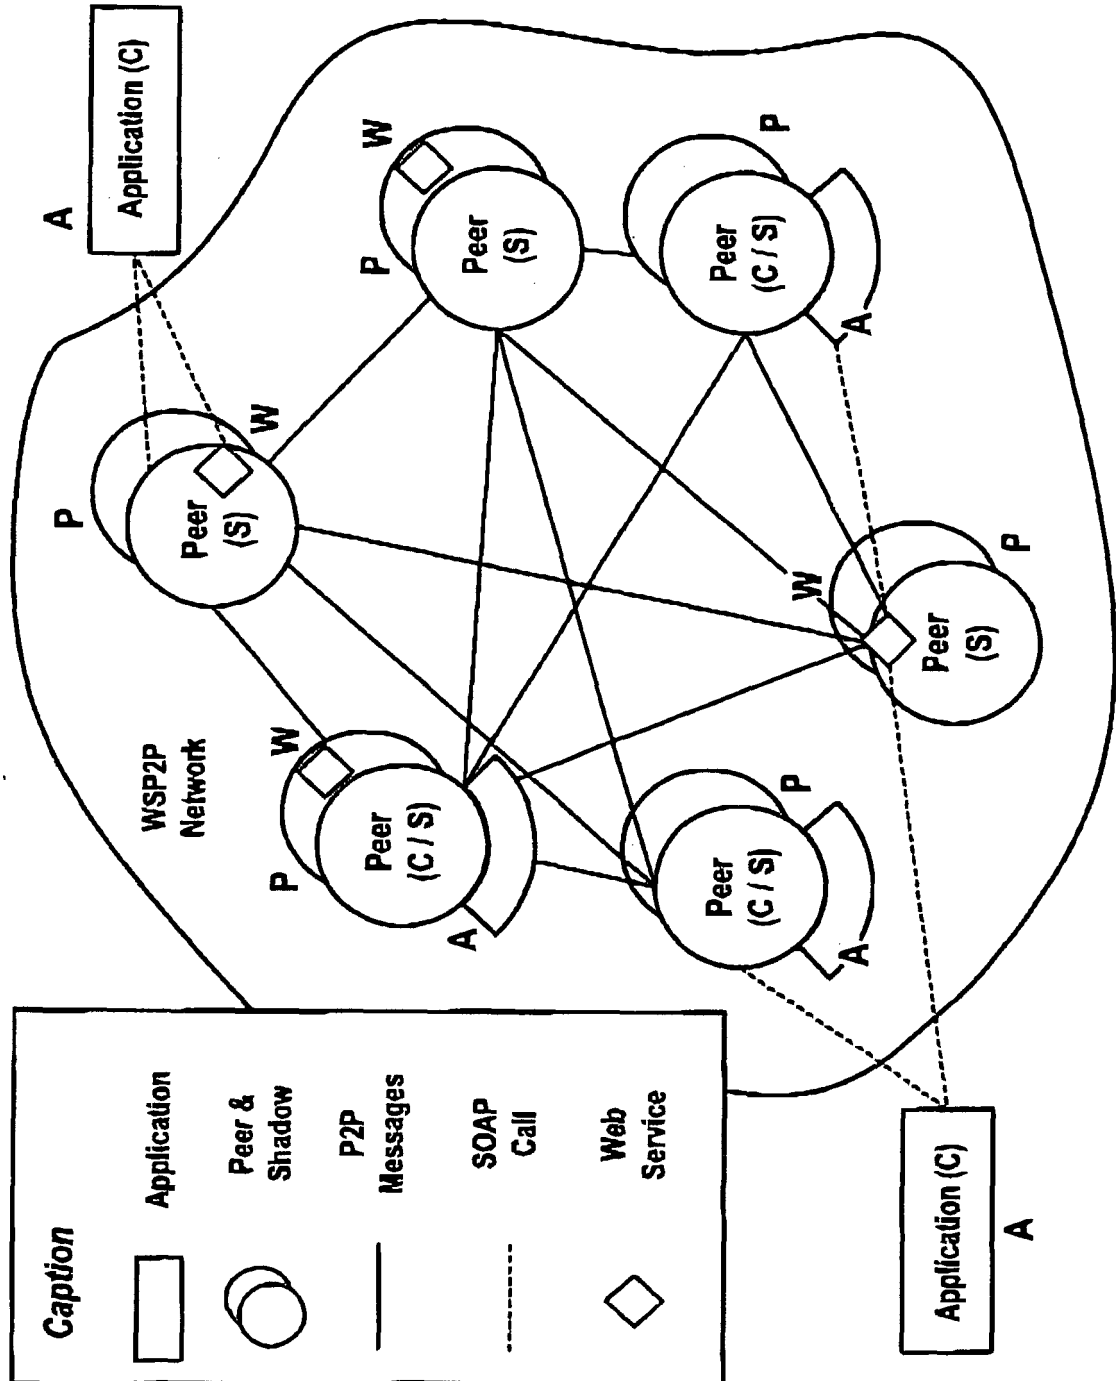 Caption
Application
Peer &
Shadow
P2P
Messages
SOAP
Call
Web
Service
WSP2P
Network
A
Application (C)
P
W
Peer
(S)
P
W
Peer
(S)
P
W
Peer
(C / S)
A
P
Peer
(C / S)
A
P
Peer
(C / S)
A
W
P
Peer
(S)
Application (C)
A